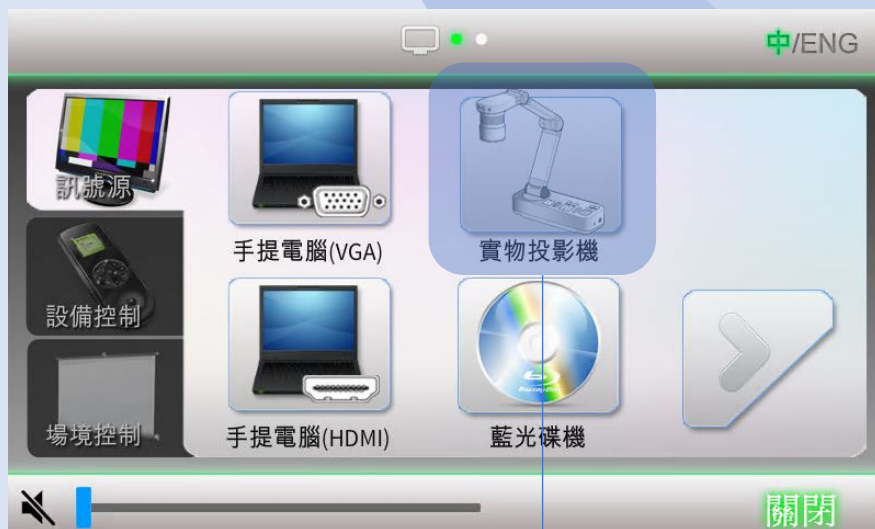 中/ENG
訊號源
手提電腦(VGA)
實物投影機
設備控制
場境控制
手提電腦(HDMI)
藍光碟機
關閉